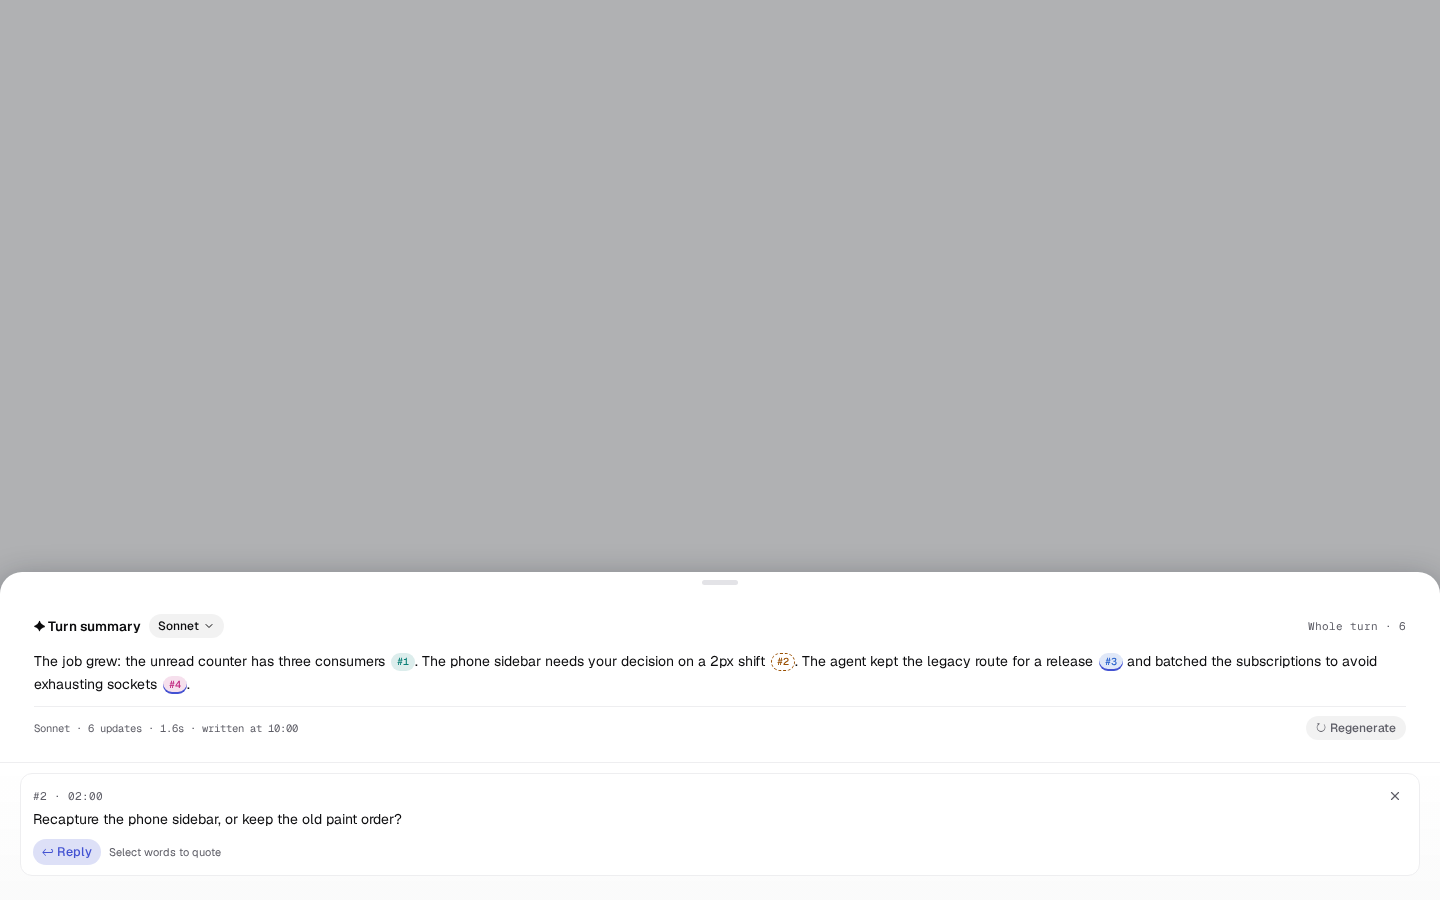 Turn summary Sonnet Whole turn · 6
The job grew: the unread counter has three consumers #1. The phone sidebar needs your decision on a 2px shift #2. The agent kept the legacy route for a release #3 and batched the subscriptions to avoid
exhausting sockets #4.
Sonnet · 6 updates · 1.6s · written at 10:00 Regenerate
#2 · 02:00
Recapture the phone sidebar, or keep the old paint order?
Reply Select words to quote